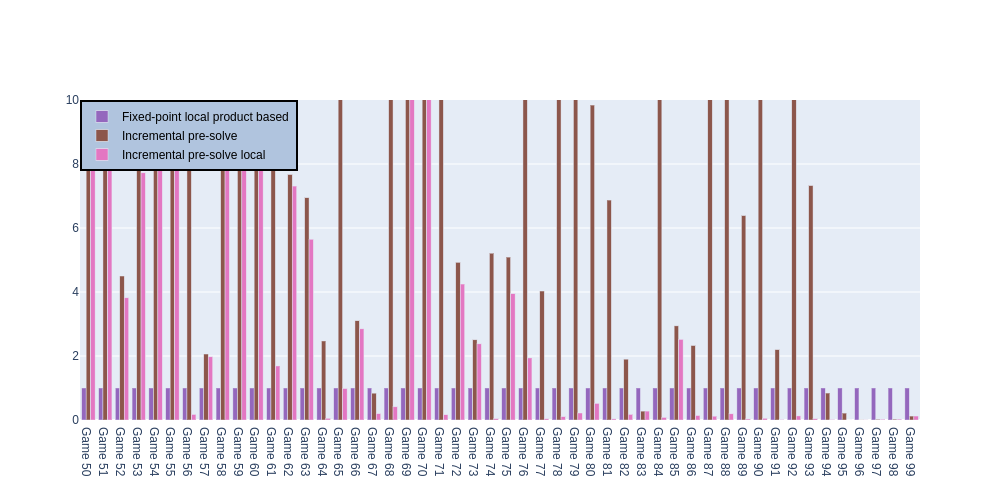 10
8
6
4
2
0
Fixed-point local product based
Incremental pre-solve
Incremental pre-solve local
Game 50
Game 51
Game 52
Game 53
Game 54
Game 55
Game 56
Game 57
Game 58
Game 59
Game 60
Game 61
Game 62
Game 63
Game 64
Game 65
Game 66
Game 67
Game 68
Game 69
Game 70
Game 71
Game 72
Game 73
Game 74
Game 75
Game 76
Game 77
Game 78
Game 79
Game 80
Game 81
Game 82
Game 83
Game 84
Game 85
Game 86
Game 87
Game 88
Game 89
Game 90
Game 91
Game 92
Game 93
Game 94
Game 95
Game 96
Game 97
Game 98
Game 99